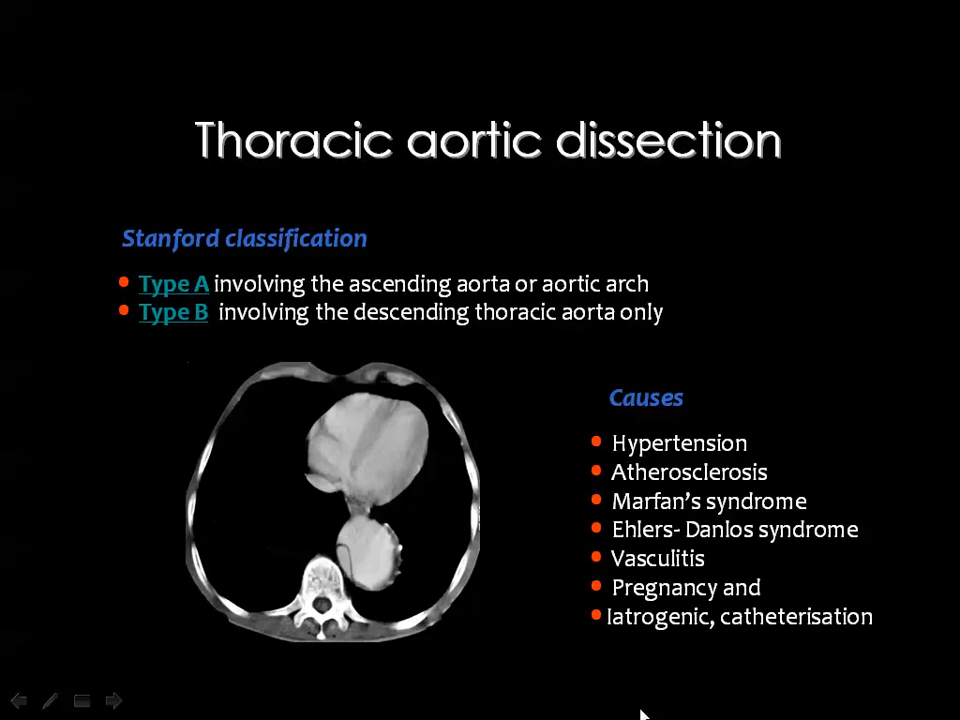 Thoracic aortic dissection
Stanford classification
• Type A involving the ascending aorta or aortic arch
• Type B involving the descending thoracic aorta only
Causes
• Hypertension
• Atherosclerosis
• Marfan's syndrome
• Ehlers- Danlos syndrome
• Vasculitis
• Pregnancy and
• Iatrogenic, catheterisation